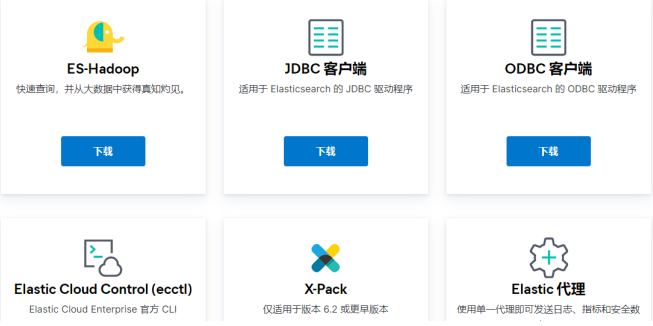 ES-Hadoop
快速查询，并从大数据中获得真知灼见。
下载
JDBC 客户端
适用于 Elasticsearch 的 JDBC 驱动程序
下载
ODBC 客户端
适用于 Elasticsearch 的 ODBC 驱动程序
下载
Elastic Cloud Control (ecctl)
Elastic Cloud Enterprise 官方 CLI
X-Pack
仅适用于版本 6.2 或更早版本
Elastic 代理
使用单一代理即可发送日志、指标和安全数